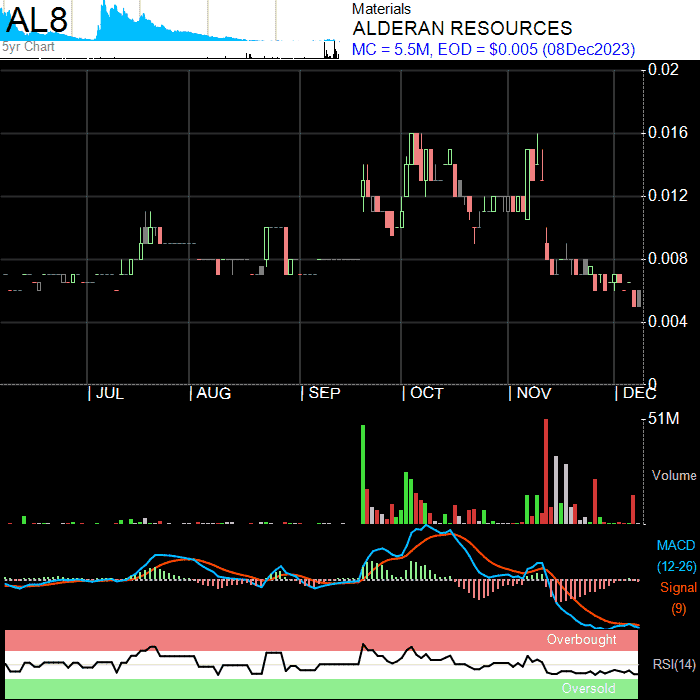 AL8
5yr Chart
Materials
ALDERAN RESOURCES
MC = 5.5M, EOD = $0.005 (08Dec2023)
0.02
0.016
0.012
0.008
0.004
0
JUL AUG SEP OCT NOV DEC
51M
Volume
MACD
(12-26)
Signal
(9)
Overbought
RSI(14)
Oversold